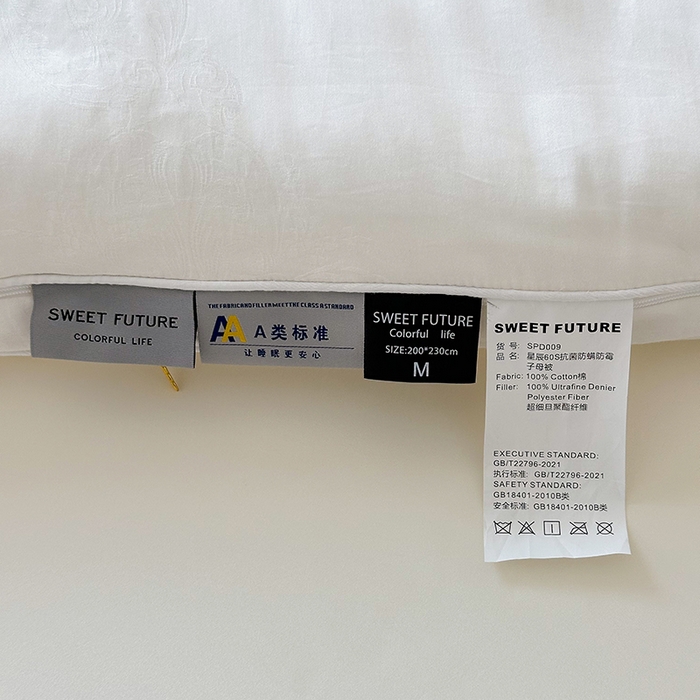 SWEET FUTURE
COLORFUL LIFE
THE FABRIC AND FILLER MEET THE CLASS A STANDARD
AA A类标准
让睡眠更安心
SWEET FUTURE
Colorful life
SIZE:200*230cm
M
SWEET FUTURE
货号: SPD009
品名: 星辰60S抗菌防螨防霉
子母被
Fabric: 100% Cotton棉
Filler: 100% Ultrafine Denier
Polyester Fiber
超细旦聚酯纤维
EXECUTIVE STANDARD:
GB/T22796-2021
执行标准: GB/T22796-2021
SAFETY STANDARD:
GB18401-2010B类
安全标准: GB18401-2010B类